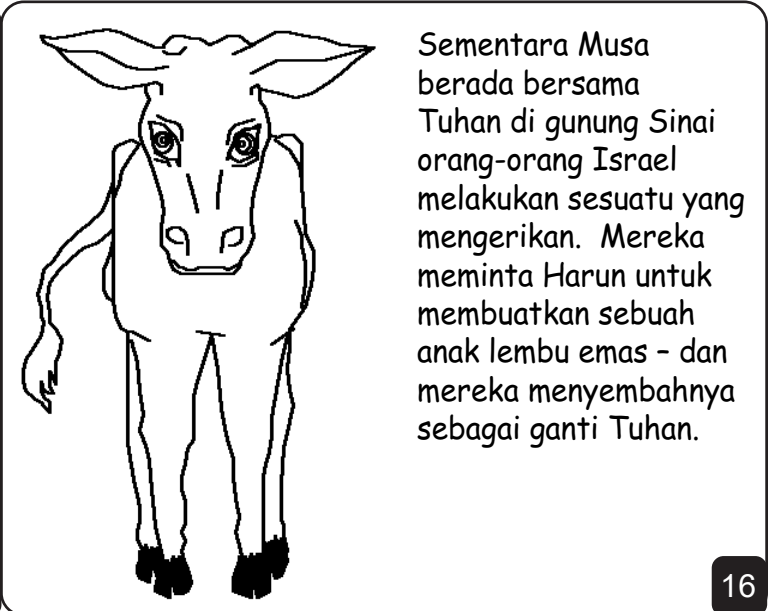 Sementara Musa
berada bersama
Tuhan di gunung Sinai
orang-orang Israel
melakukan sesuatu yang
mengerikan.  Mereka
meminta Harun untuk
membuatkan sebuah
anak lembu emas – dan
mereka menyembahnya
sebagai ganti Tuhan.
16